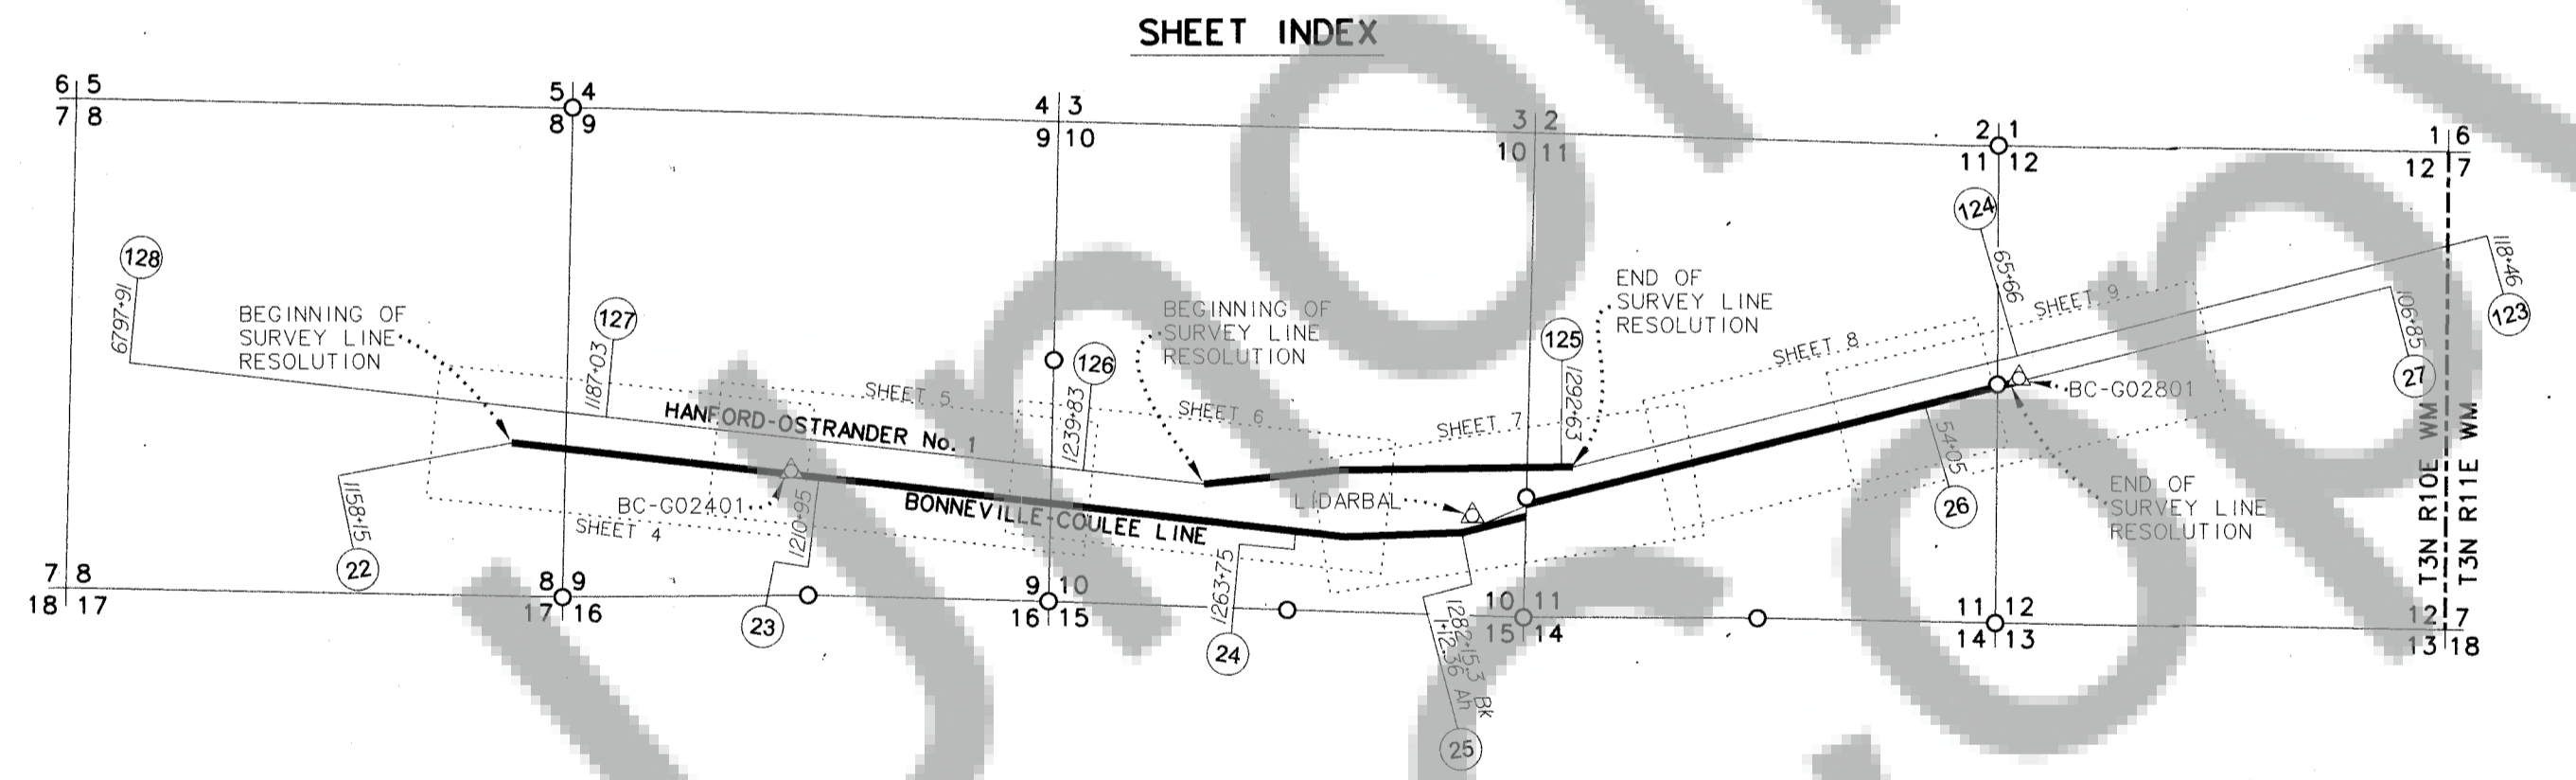 SHEET INDEX
6 5
7 8
5 4
8 9
4 3
9 10
3 2
10 11
2 1
11 12
1 6
12 7
128
6797+91
BEGINNING OF
SURVEY LINE
RESOLUTION
127
1187+03
126
1239+83
BEGINNING OF
SURVEY LINE
RESOLUTION
125
1292+63
END OF
SURVEY LINE
RESOLUTION
124
65+66
118+46
123
106+85
27
SHEET 5
SHEET 6
SHEET 7
SHEET 8
SHEET 9
HANFORD-OSTRANDER No. 1
BONNEVILLE-COULEE LINE
BC-G02401
LIDARBAL
BC-G02801
SHEET 4
1158+15
22
1210+95
23
1263+75
24
1282+15.3 Bk
1+12.36 Ah
25
54+05
26
END OF
SURVEY LINE
RESOLUTION
T3N R10E WM
T3N R11E WM
7 8
18 17
8 9
17 16
9 10
16 15
10 11
15 14
11 12
14 13
12 7
13 18